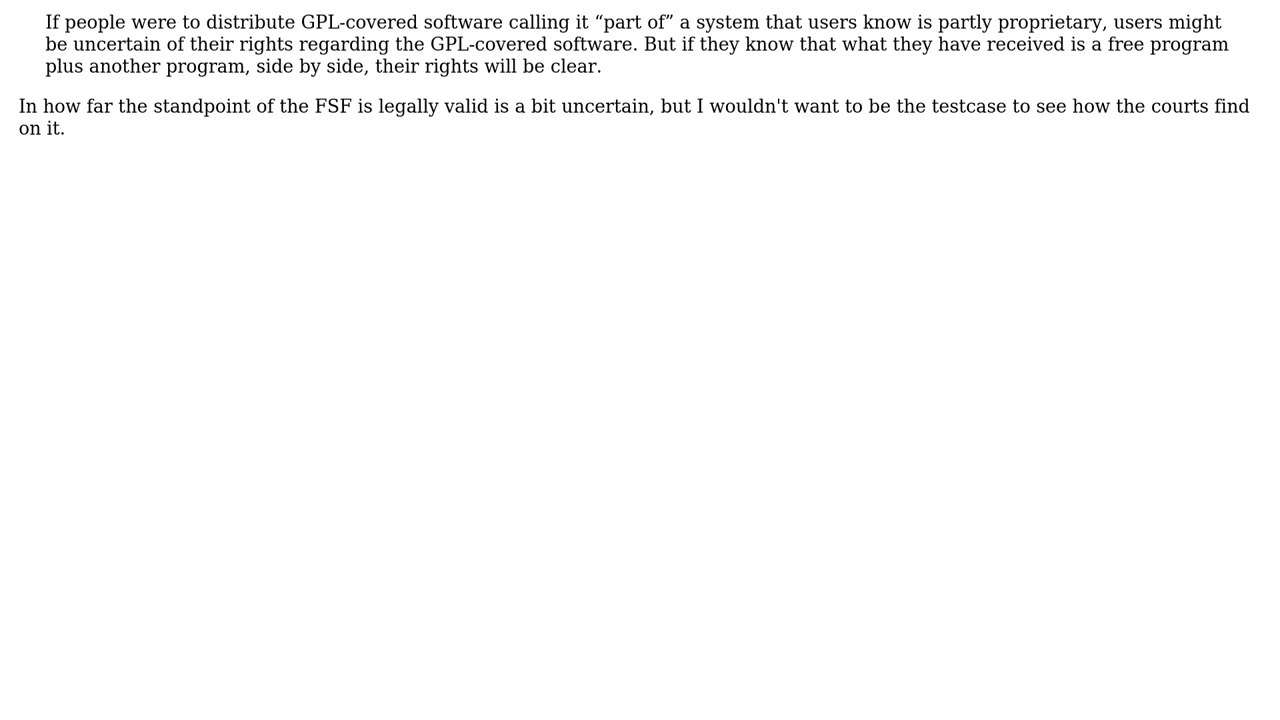 If people were to distribute GPL-covered software calling it “part of” a system that users know is partly proprietary, users might
be uncertain of their rights regarding the GPL-covered software. But if they know that what they have received is a free program
plus another program, side by side, their rights will be clear.
In how far the standpoint of the FSF is legally valid is a bit uncertain, but I wouldn't want to be the testcase to see how the courts find
on it.